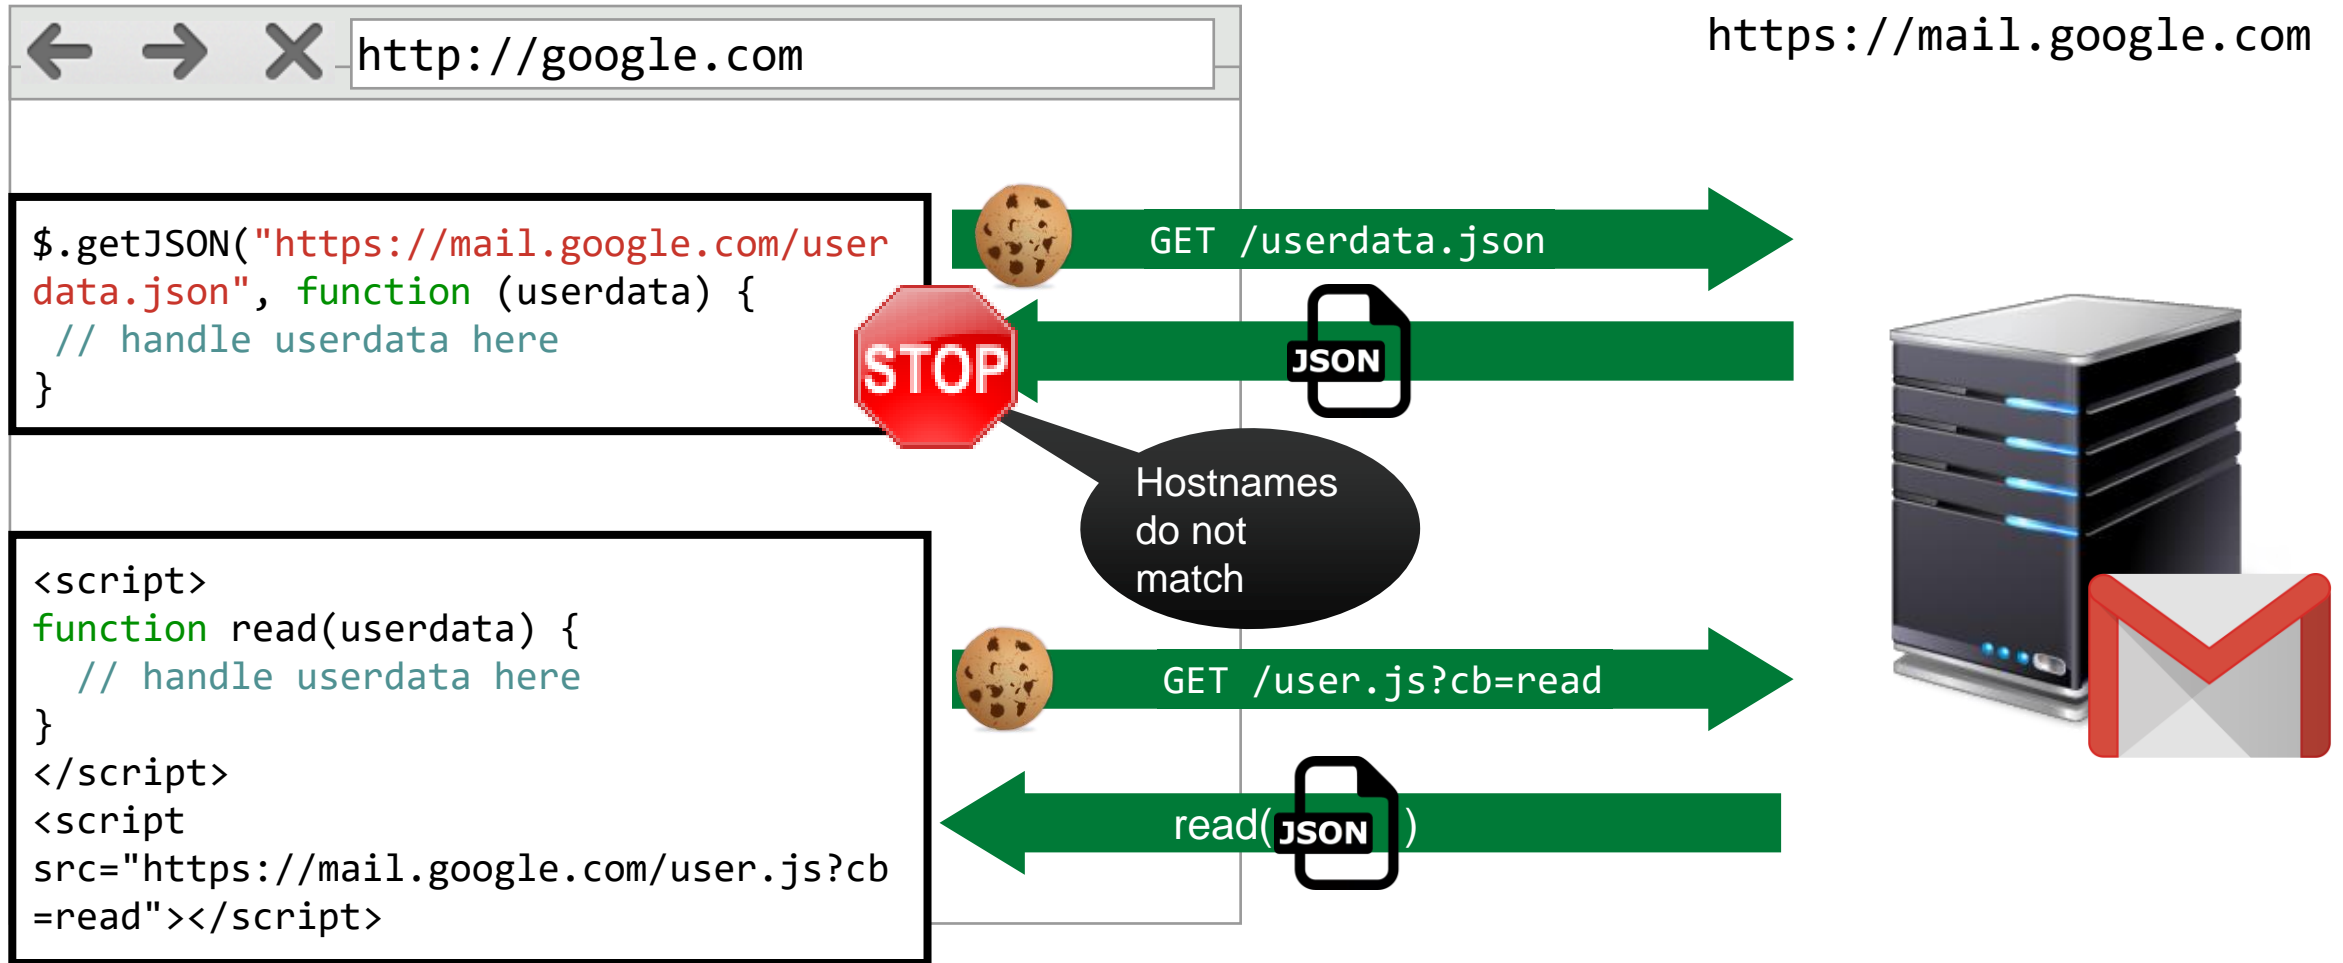 http://google.com
https://mail.google.com
$.getJSON("https://mail.google.com/user
data.json", function (userdata) {
// handle userdata here
}
GET /userdata.json
STOP
JSON
Hostnames
do not
match
<script>
function read(userdata) {
// handle userdata here
}
</script>
<script
src="https://mail.google.com/user.js?cb
=read"></script>
GET /user.js?cb=read
read(JSON)